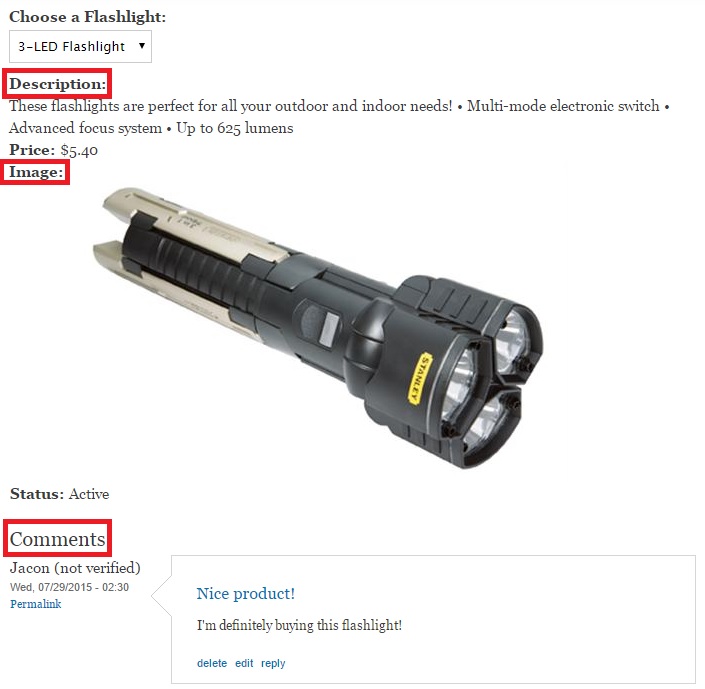 Choose a Flashlight:
3-LED Flashlight
Description:
These flashlights are perfect for all your outdoor and indoor needs! • Multi-mode electronic switch •
Advanced focus system • Up to 625 lumens
Price: $5.40
Image:
STANLEY
Status: Active
Comments
Jacon (not verified)
Wed, 07/29/2015 - 02:30
Permalink
Nice product!
I'm definitely buying this flashlight!
delete edit reply